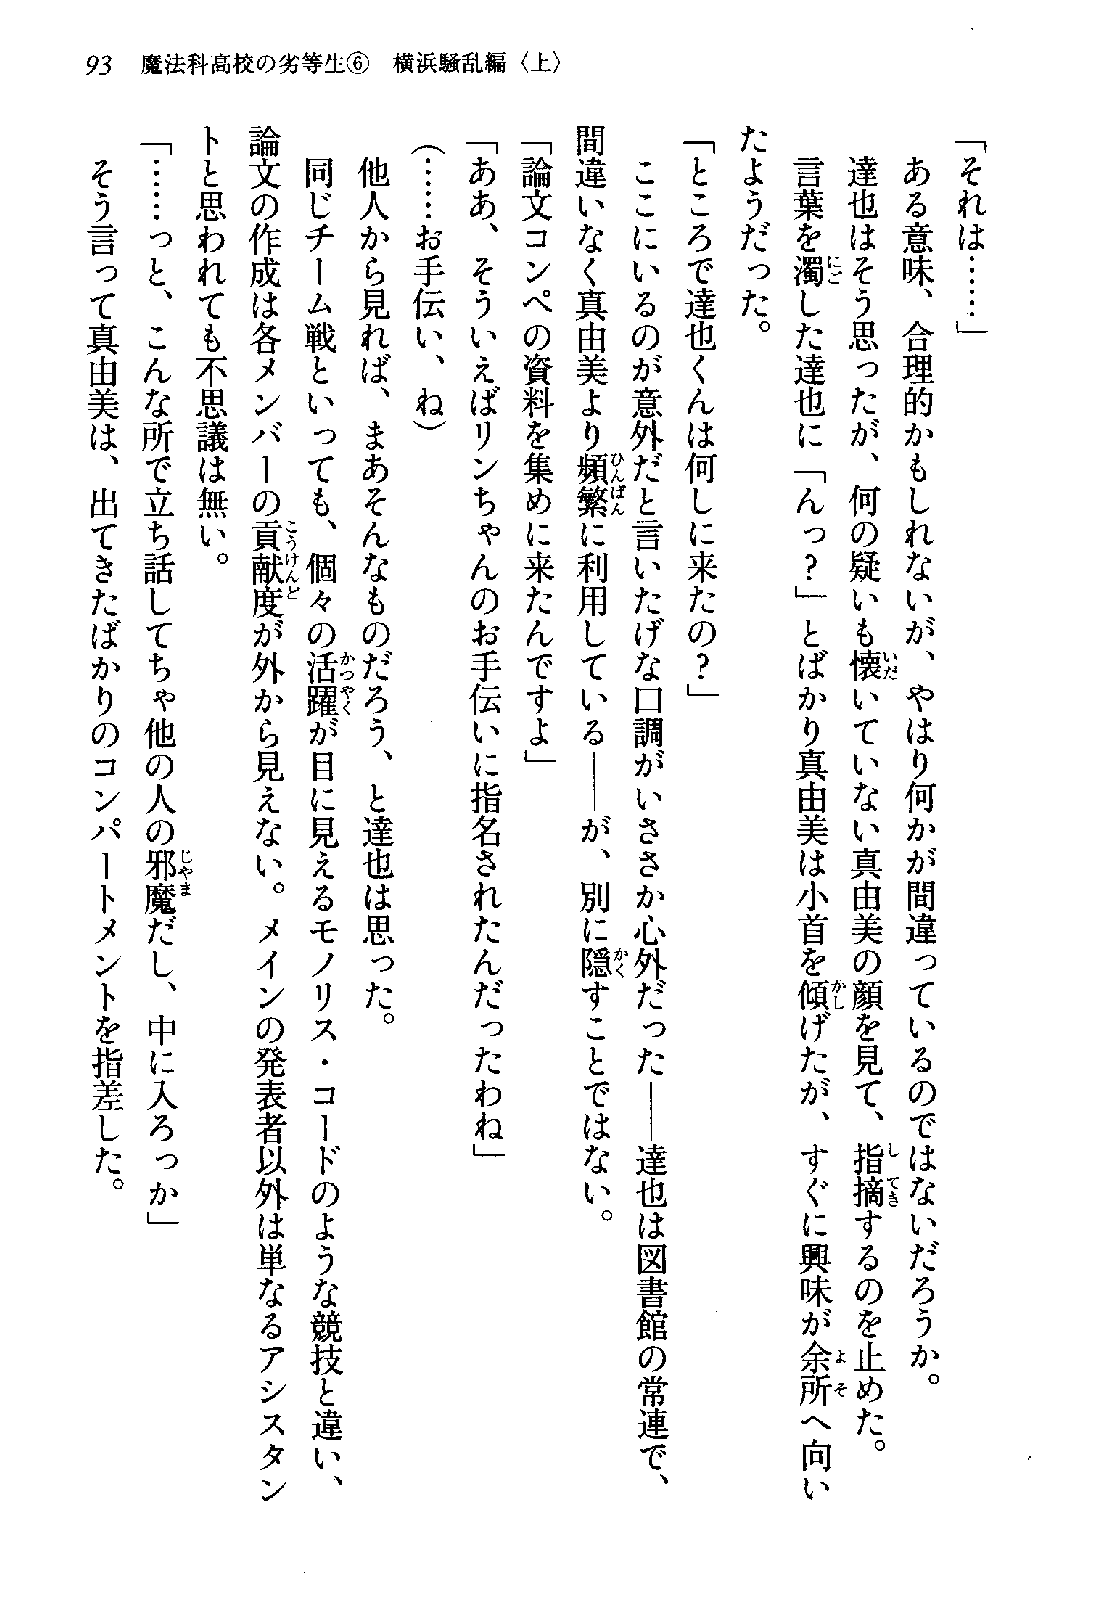 93　魔法科高校の劣等生⑥　横浜騒乱編〈上〉
「それは……」
　ある意味、合理的かもしれないが、やはり何かが間違っているのではないだろうか。
　達也はそう思ったが、何の疑いも懐いていない真由美の顔を見て、指摘するのを止めた。
　言葉を濁した達也に「んっ？」とばかり真由美は小首を傾げたが、すぐに興味が余所へ向い
たようだった。
「ところで達也くんは何しに来たの？」
　ここにいるのが意外だと言いたげな口調がいささか心外だった――達也は図書館の常連で、
間違いなく真由美より頻繁に利用している――が、別に隠すことではない。
「論文コンペの資料を集めに来たんですよ」
「ああ、そういえばリンちゃんのお手伝いに指名されたんだったわね」
（……お手伝い、ね）
　他人から見れば、まあそんなものだろう、と達也は思った。
　同じチーム戦といっても、個々の活躍が目に見えるモノリス・コードのような競技と違い、
論文の作成は各メンバーの貢献度が外から見えない。メインの発表者以外は単なるアシスタン
トと思われても不思議は無い。
「……っと、こんな所で立ち話してちゃ他の人の邪魔だし、中に入ろっか」
　そう言って真由美は、出てきたばかりのコンパートメントを指差した。